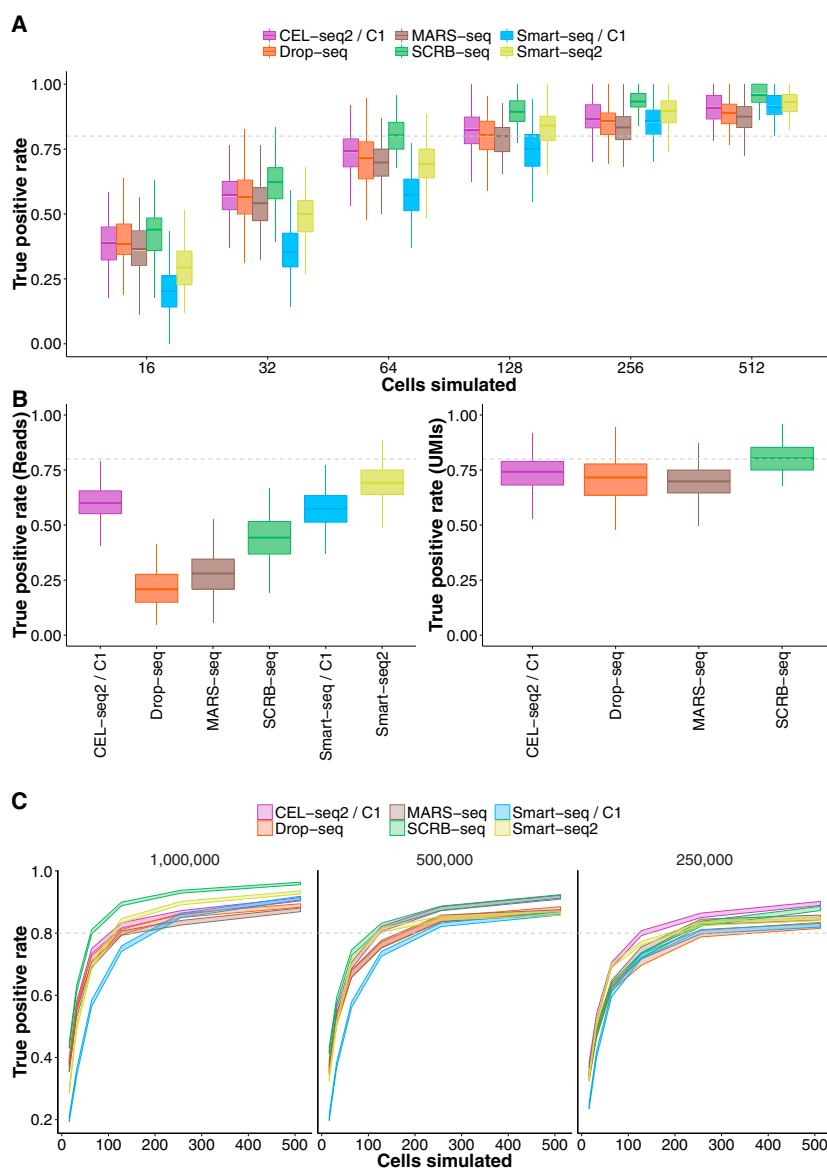 A
CEL-seq2 / C1 MARS-seq Smart-seq / C1
Drop-seq SCRB-seq Smart-seq2
True positive rate
1.00
0.75
0.50
0.25
0.00
16 32 64 128 256 512
Cells simulated
B
True positive rate (Reads)
1.00
0.75
0.50
0.25
0.00
CEL-seq2 / C1
Drop-seq
MARS-seq
SCRB-seq
Smart-seq / C1
Smart-seq2
True positive rate (UMIs)
1.00
0.75
0.50
0.25
0.00
CEL-seq2 / C1
Drop-seq
MARS-seq
SCRB-seq
C
CEL-seq2 / C1 MARS-seq Smart-seq / C1
Drop-seq SCRB-seq Smart-seq2
1,000,000 500,000 250,000
True positive rate
1.0
0.8
0.6
0.4
0.2
0 100 200 300 400 500 0 100 200 300 400 500 0 100 200 300 400 500
Cells simulated